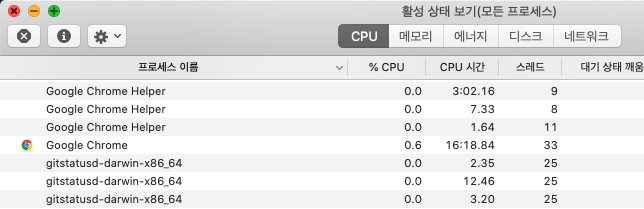 활성 상태 보기(모든 프로세스)
CPU 메모리 에너지 디스크 네트워크
프로세스 이름 % CPU CPU 시간 스레드 대기 상태 깨움
Google Chrome Helper 0.0 3:02.16 9
Google Chrome Helper 0.0 7.33 8
Google Chrome Helper 0.0 1.64 11
Google Chrome 0.6 16:18.84 33
gitstatusd-darwin-x86_64 0.0 2.35 25
gitstatusd-darwin-x86_64 0.0 12.46 25
gitstatusd-darwin-x86_64 0.0 3.20 25